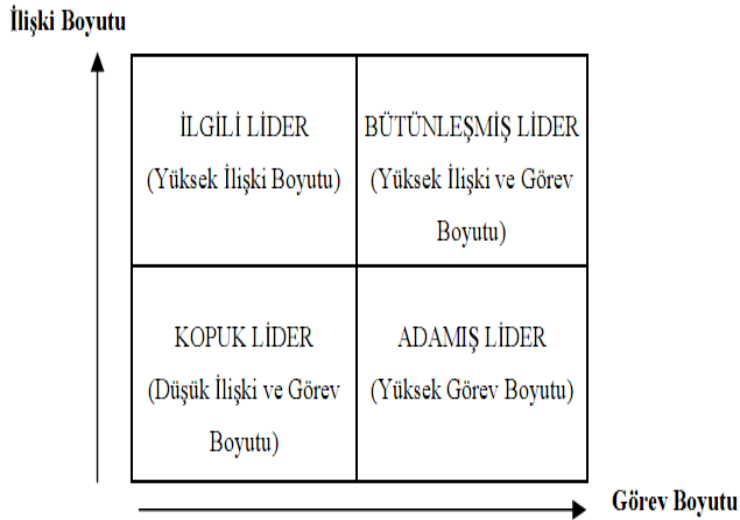 İlişki Boyutu
İLGİLİ LİDER
(Yüksek İlişki Boyutu)
BÜTÜNLEŞMİŞ LİDER
(Yüksek İlişki ve Görev
Boyutu)
KOPUK LİDER
(Düşük İlişki ve Görev
Boyutu)
ADAMIŞ LİDER
(Yüksek Görev Boyutu)
Görev Boyutu